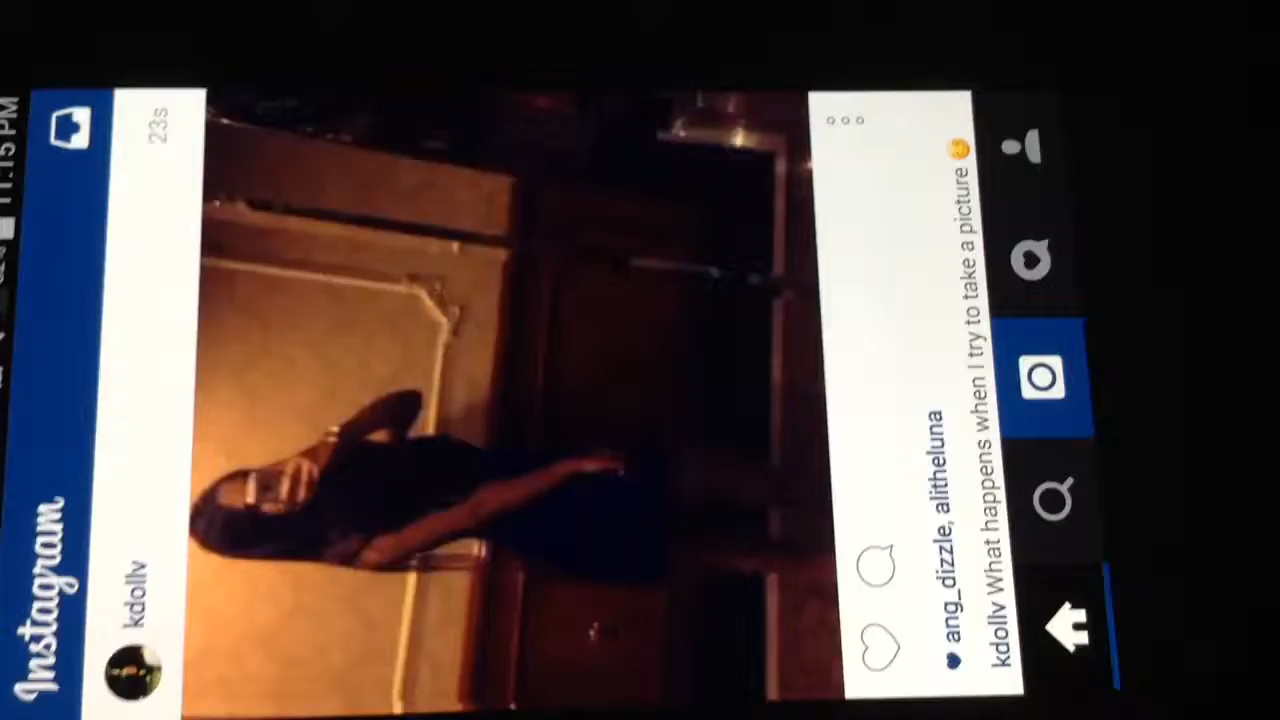 11:15 PM
Instagram
kdollv
23s
ang_dizzle, alitheluna
kdollv What happens when I try to take a picture